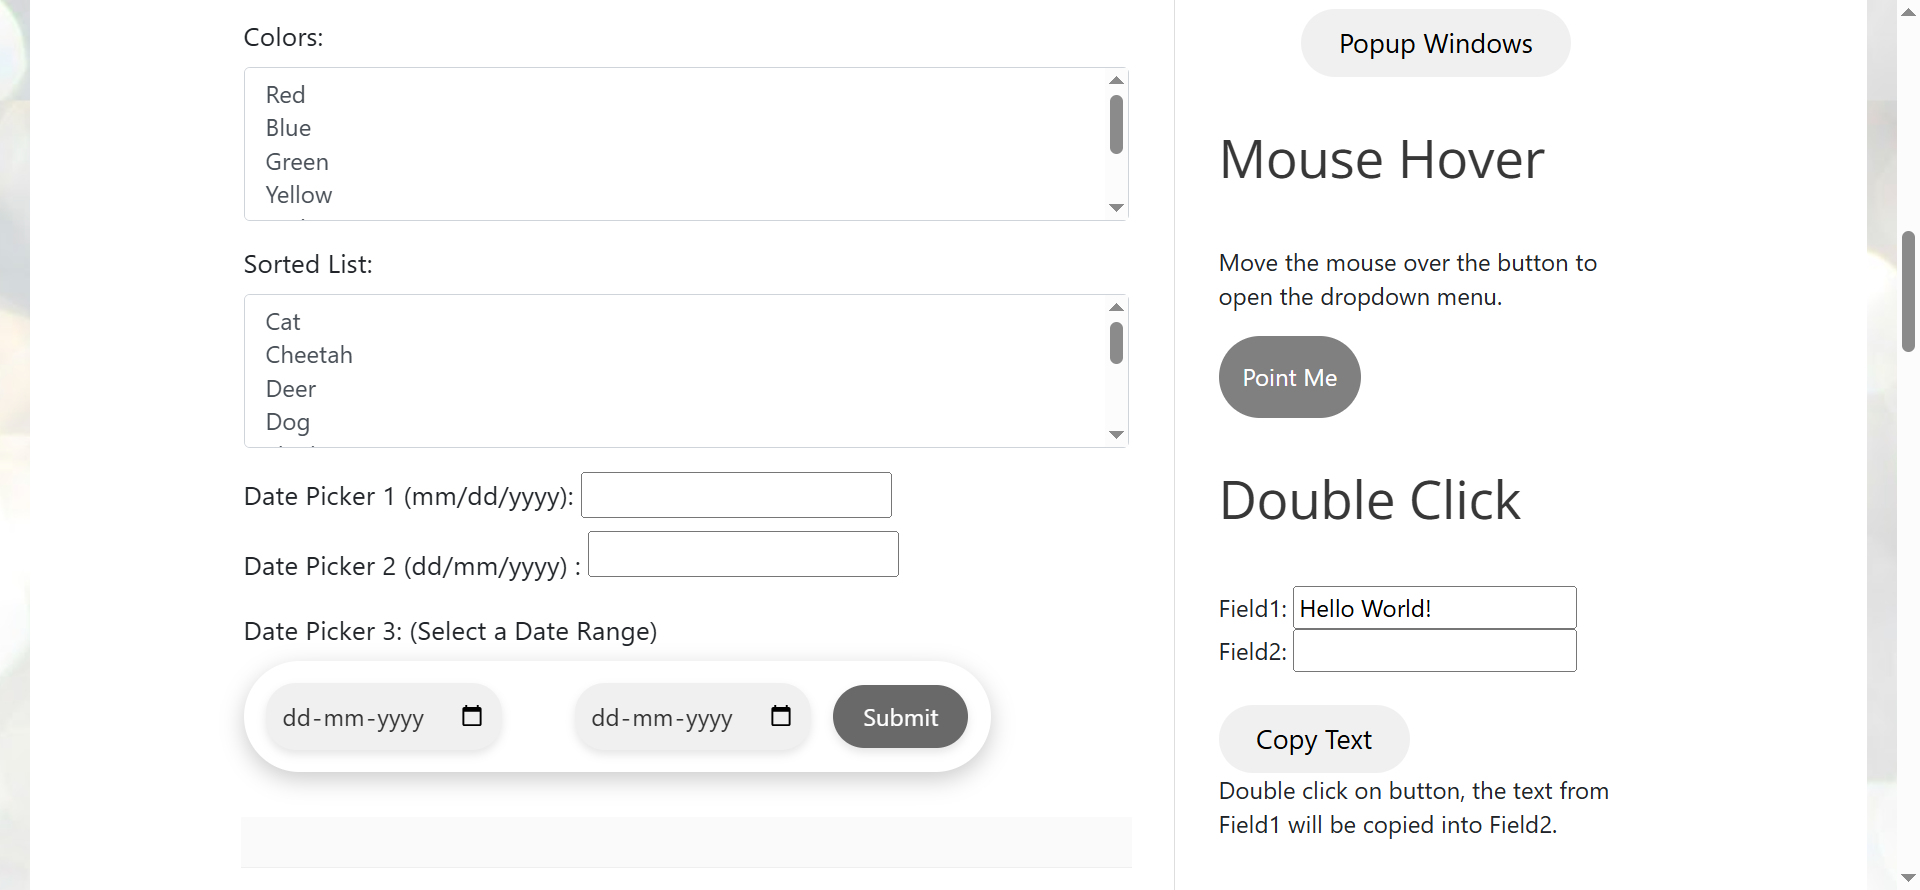 Colors:
Red
Blue
Green
Yellow
Sorted List:
Cat
Cheetah
Deer
Dog
Date Picker 1 (mm/dd/yyyy):
Date Picker 2 (dd/mm/yyyy) :
Date Picker 3: (Select a Date Range)
dd-mm-yyyy dd-mm-yyyy Submit
Popup Windows
Mouse Hover
Move the mouse over the button to
open the dropdown menu.
Point Me
Double Click
Field1: Hello World!
Field2:
Copy Text
Double click on button, the text from
Field1 will be copied into Field2.